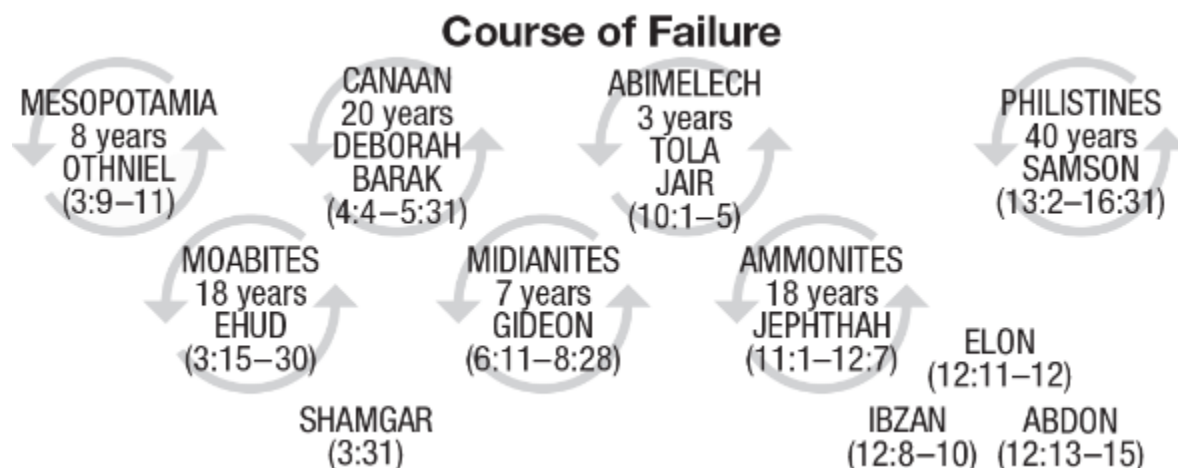 Course of Failure
MESOPOTAMIA
8 years
OTHNIEL
(3:9–11)
CANAAN
20 years
DEBORAH
BARAK
(4:4–5:31)
ABIMELECH
3 years
TOLA
JAIR
(10:1–5)
PHILISTINES
40 years
SAMSON
(13:2–16:31)
MOABITES
18 years
EHUD
(3:15–30)
MIDIANITES
7 years
GIDEON
(6:11–8:28)
AMMONITES
18 years
JEPHTHAH
(11:1–12:7)
ELON
(12:11–12)
SHAMGAR
(3:31)
IBZAN
(12:8–10)
ABDON
(12:13–15)